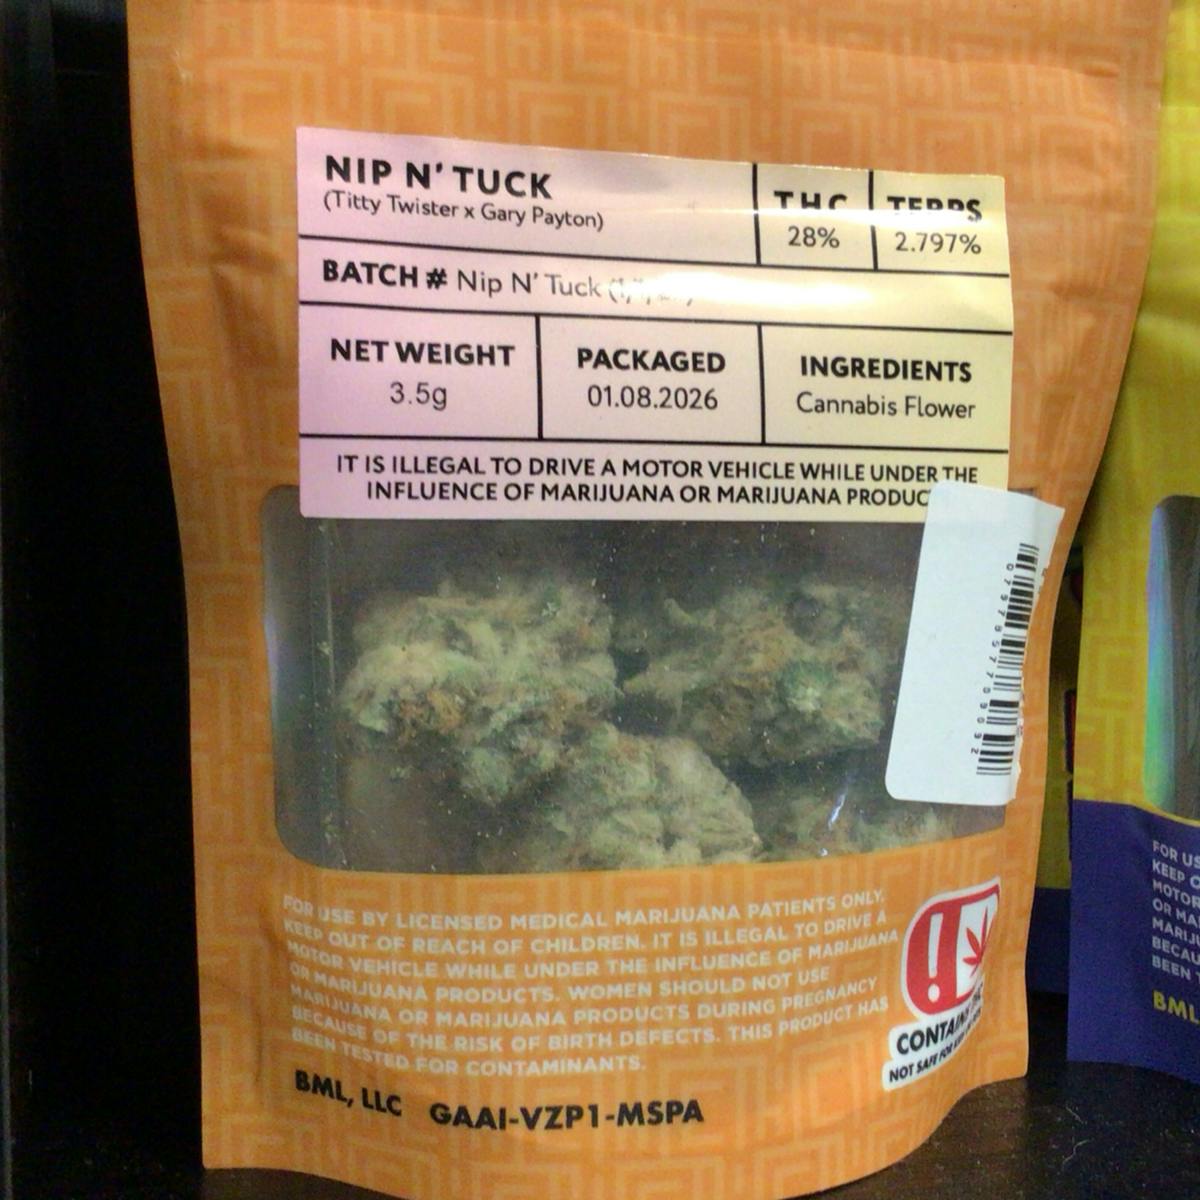 NIP N' TUCK
(Titty Twister x Gary Payton)
THC
28%
TERPS
2.797%
BATCH # Nip N' Tuck
NET WEIGHT
3.5g
PACKAGED
01.08.2026
INGREDIENTS
Cannabis Flower
IT IS ILLEGAL TO DRIVE A MOTOR VEHICLE WHILE UNDER THE
INFLUENCE OF MARIJUANA OR MARIJUANA
FOR USE BY LICENSED MEDICAL MARIJUANA PATIENTS ONLY.
KEEP OUT OF REACH OF CHILDREN. IT IS ILLEGAL TO DRIVE A
MOTOR VEHICLE WHILE UNDER THE INFLUENCE OF MARIJUANA
OR MARIJUANA PRODUCTS. WOMEN SHOULD NOT USE
MARIJUANA OR MARIJUANA PRODUCTS DURING PREGNANCY
BECAUSE OF THE RISK OF BIRTH DEFECTS. THIS PRODUCT HAS
BEEN TESTED FOR CONTAMINANTS.
NOT SAFE FOR
BML, LLC GAAI-VZP1-MSPA
FOR
KEEP
OR
BEEN
BML